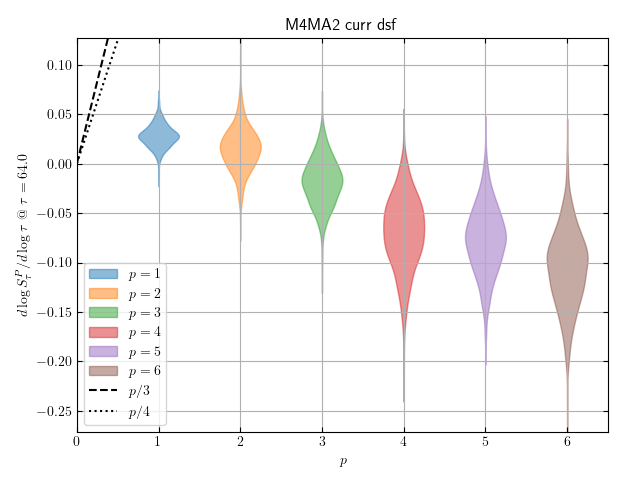 M4MA2 curr dsf
0.10
0.05
0.00
−0.05
−0.10
−0.15
−0.20
−0.25
d log S_τ^P / d log τ @ τ = 64.0
p = 1
p = 2
p = 3
p = 4
p = 5
p = 6
p/3
p/4
0 1 2 3 4 5 6
p